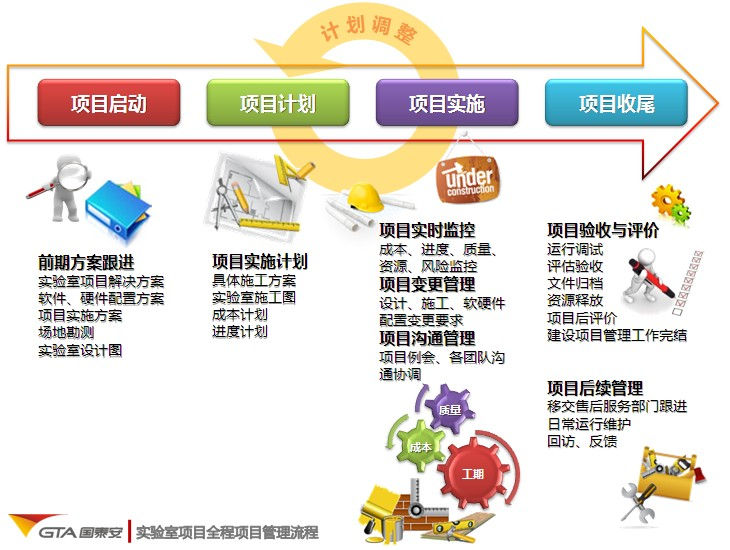 计划调整
项目启动
项目计划
项目实施
项目收尾
前期方案跟进
实验室项目解决方案
软件、硬件配置方案
项目实施方案
场地勘测
实验室设计图
项目实施计划
具体施工方案
实验室施工图
成本计划
进度计划
under
construction
项目实时监控
成本、进度、质量、
资源、风险监控
项目变更管理
设计、施工、软硬件
配置变更要求
项目沟通管理
项目例会、各团队沟
通协调
质量
成本
工期
项目验收与评价
运行调试
评估验收
文件归档
资源释放
项目后评价
建设项目管理工作完结
项目后续管理
移交售后服务部门跟进
日常运行维护
回访、反馈
GTA 国泰安
实验室项目全程项目管理流程